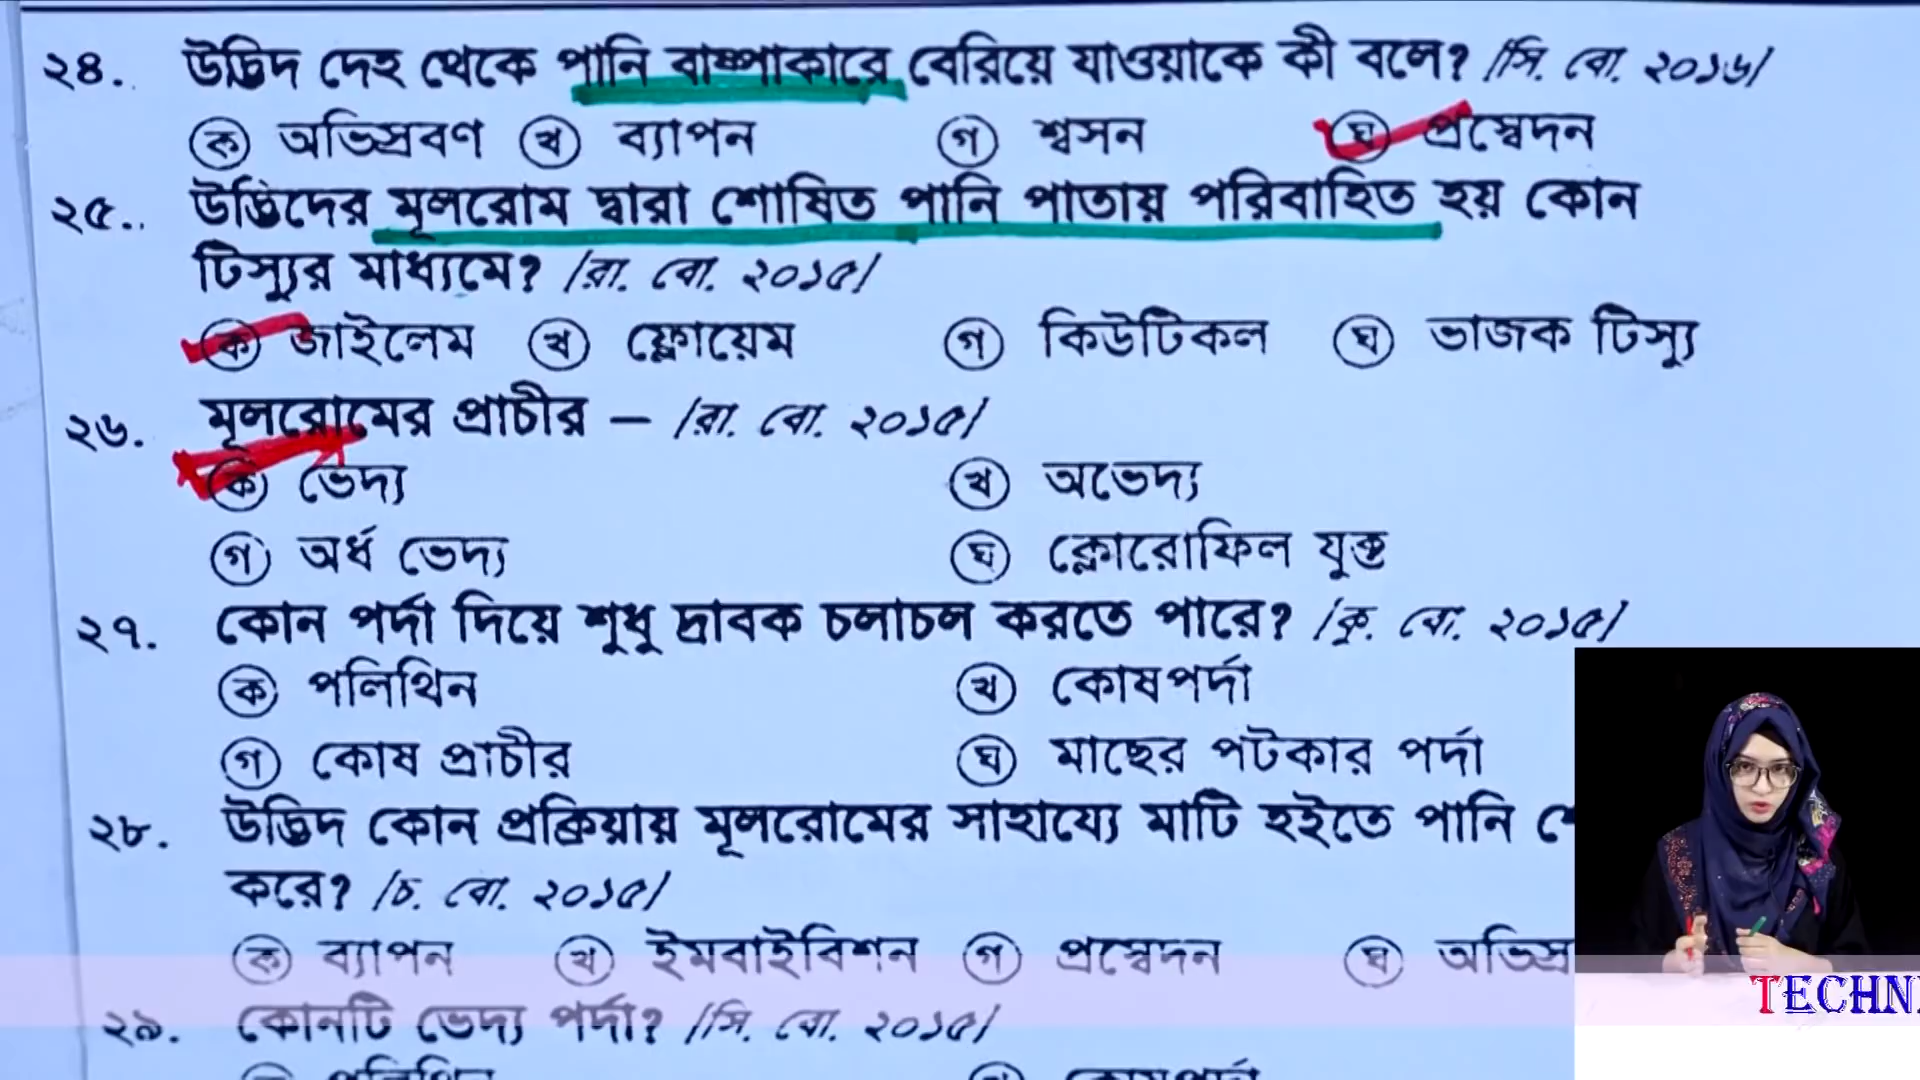 ২৪. উদ্ভিদ দেহ থেকে পানি বাষ্পাকারে বেরিয়ে যাওয়াকে কী বলে? /সি. বো. ২০১৬/
ক অভিস্রবণ খ ব্যাপন গ শ্বসন ঘ প্রস্বেদন
২৫.. উদ্ভিদের মূলরোম দ্বারা শোষিত পানি পাতায় পরিবাহিত হয় কোন
টিস্যুর মাধ্যমে? /রা. বো. ২০১৫/
ক জাইলেম খ ফ্লোয়েম গ কিউটিকল ঘ ভাজক টিস্যু
২৬. মূলরোমের প্রাচীর – /রা. বো. ২০১৫/
ক ভেদ্য খ অভেদ্য
গ অর্ধ ভেদ্য ঘ ক্লোরোফিল যুক্ত
২৭. কোন পর্দা দিয়ে শুধু দ্রাবক চলাচল করতে পারে? /কু. বো. ২০১৫/
ক পলিথিন খ কোষপর্দা
গ কোষ প্রাচীর ঘ মাছের পটকার পর্দা
২৮. উদ্ভিদ কোন প্রক্রিয়ায় মূলরোমের সাহায্যে মাটি হইতে পানি
করে? /চ. বো. ২০১৫/
ক ব্যাপন খ ইমবাইবিশন গ প্রস্বেদন ঘ অভিস্র
TECHN
২৯. কোনটি ভেদ্য পর্দা? /সি. বো. ২০১৫/